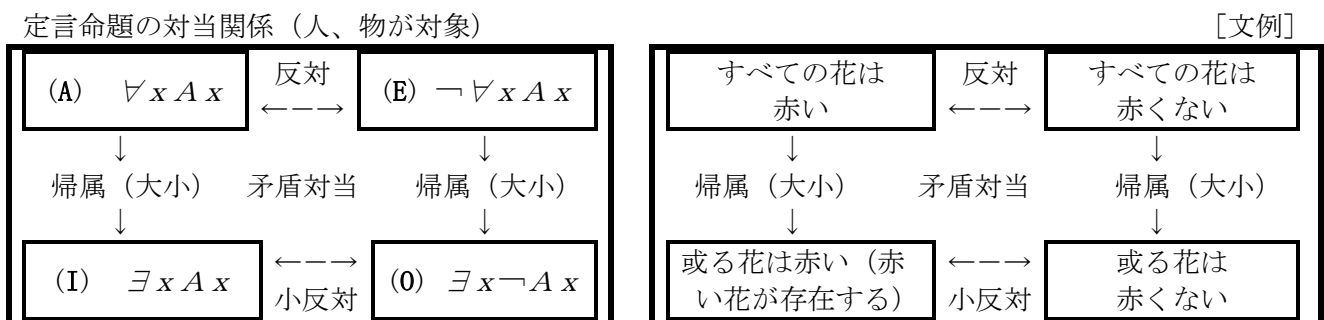 定言命題の対当関係（人、物が対象） ［文例］
(A) ∀xAx 反対 ←－→ (E) ￢∀xAx
すべての花は 赤い 反対 ←－→ すべての花は 赤くない
↓ ↓ ↓ ↓
帰属（大小） 矛盾対当 帰属（大小） 帰属（大小） 矛盾対当 帰属（大小）
↓ ↓ ↓ ↓
(I) ∃xAx ←－→ 小反対 (O) ∃x￢Ax
或る花は赤い（赤 い花が存在する） ←－→ 小反対 或る花は 赤くない